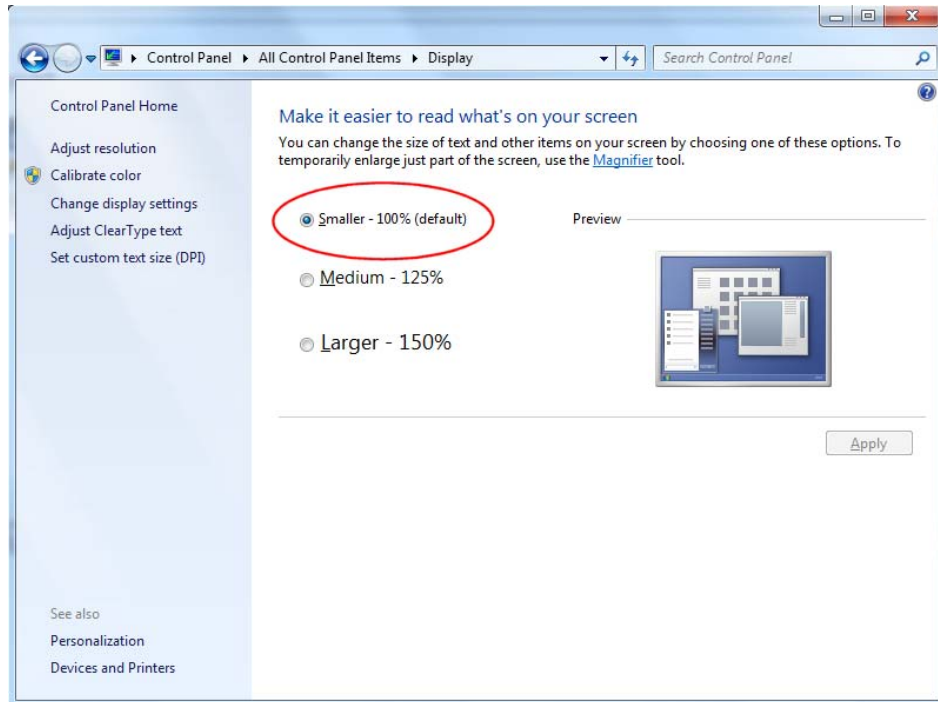 Control Panel ▸ All Control Panel Items ▸ Display
Search Control Panel
Control Panel Home
Adjust resolution
Calibrate color
Change display settings
Adjust ClearType text
Set custom text size (DPI)
See also
Personalization
Devices and Printers
Make it easier to read what's on your screen
You can change the size of text and other items on your screen by choosing one of these options. To
temporarily enlarge just part of the screen, use the Magnifier tool.
Smaller - 100% (default)
Preview
Medium - 125%
Larger - 150%
Apply